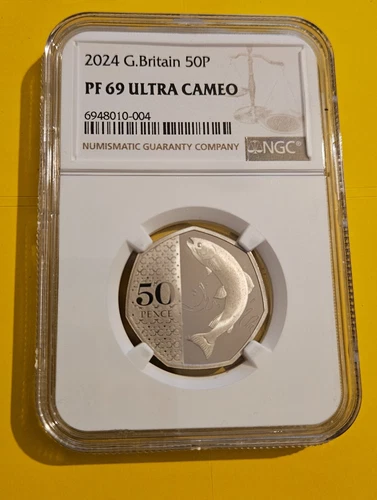 2024 G.Britain 50P
PF 69 ULTRA CAMEO
6948010-004
NUMISMATIC GUARANTY COMPANY
NGC®
50
PENCE